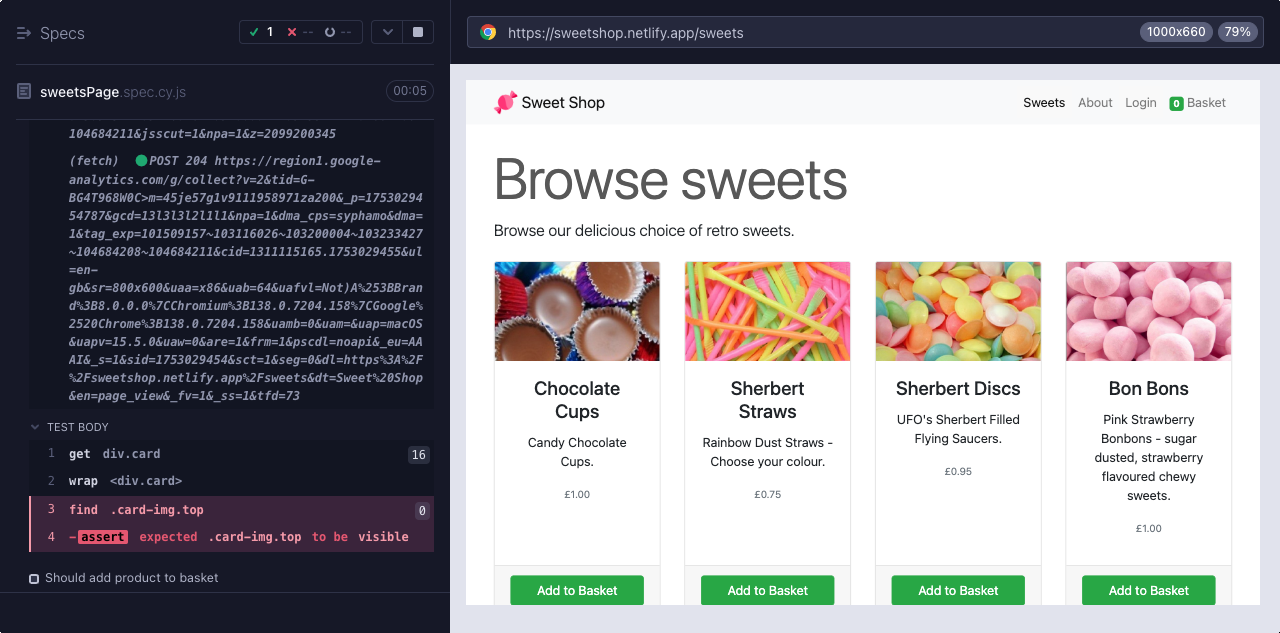 Specs
1
--
--
https://sweetshop.netlify.app/sweets
1000x660
79%
sweetsPage.spec.cy.js
00:05
104684211&jsscut=1&npa=1&z=2099200345
(fetch) POST 204 https://region1.google-
analytics.com/g/collect?v=2&tid=G-
BG4T968W0C>m=45je57g1v9111958971za200&_p=17530294
54787&gcd=13l3l3l2l1l1&npa=1&dma_cps=syphamo&dma=
1&tag_exp=101509157~103116026~103200004~103233427
~104684208~104684211&cid=1311115165.1753029455&ul
=en-
gb&sr=800x600&uaa=x86&uab=64&uafvl=Not)A%253BBran
d%3B8.0.0.0%7CChromium%3B138.0.7204.158%7CGoogle%
2520Chrome%3B138.0.7204.158&uamb=0&uam=&uap=macOS
&uapv=15.5.0&uaw=0&are=1&frm=1&pscdl=noapi&_eu=AA
AI&_s=1&sid=1753029454&sct=1&seg=0&dl=https%3A%2F
%2Fsweetshop.netlify.app%2Fsweets&dt=Sweet%20Shop
&en=page_view&_fv=1&_ss=1&tfd=73
TEST BODY
1 get div.card 16
2 wrap <div.card>
3 find .card-img.top 0
4 -assert expected .card-img.top to be visible
Should add product to basket
Sweet Shop
Sweets About Login 0 Basket
Browse sweets
Browse our delicious choice of retro sweets.
Chocolate
Cups
Candy Chocolate
Cups.
£1.00
Add to Basket
Sherbert
Straws
Rainbow Dust Straws -
Choose your colour.
£0.75
Add to Basket
Sherbert Discs
UFO's Sherbert Filled
Flying Saucers.
£0.95
Add to Basket
Bon Bons
Pink Strawberry
Bonbons - sugar
dusted, strawberry
flavoured chewy
sweets.
£1.00
Add to Basket